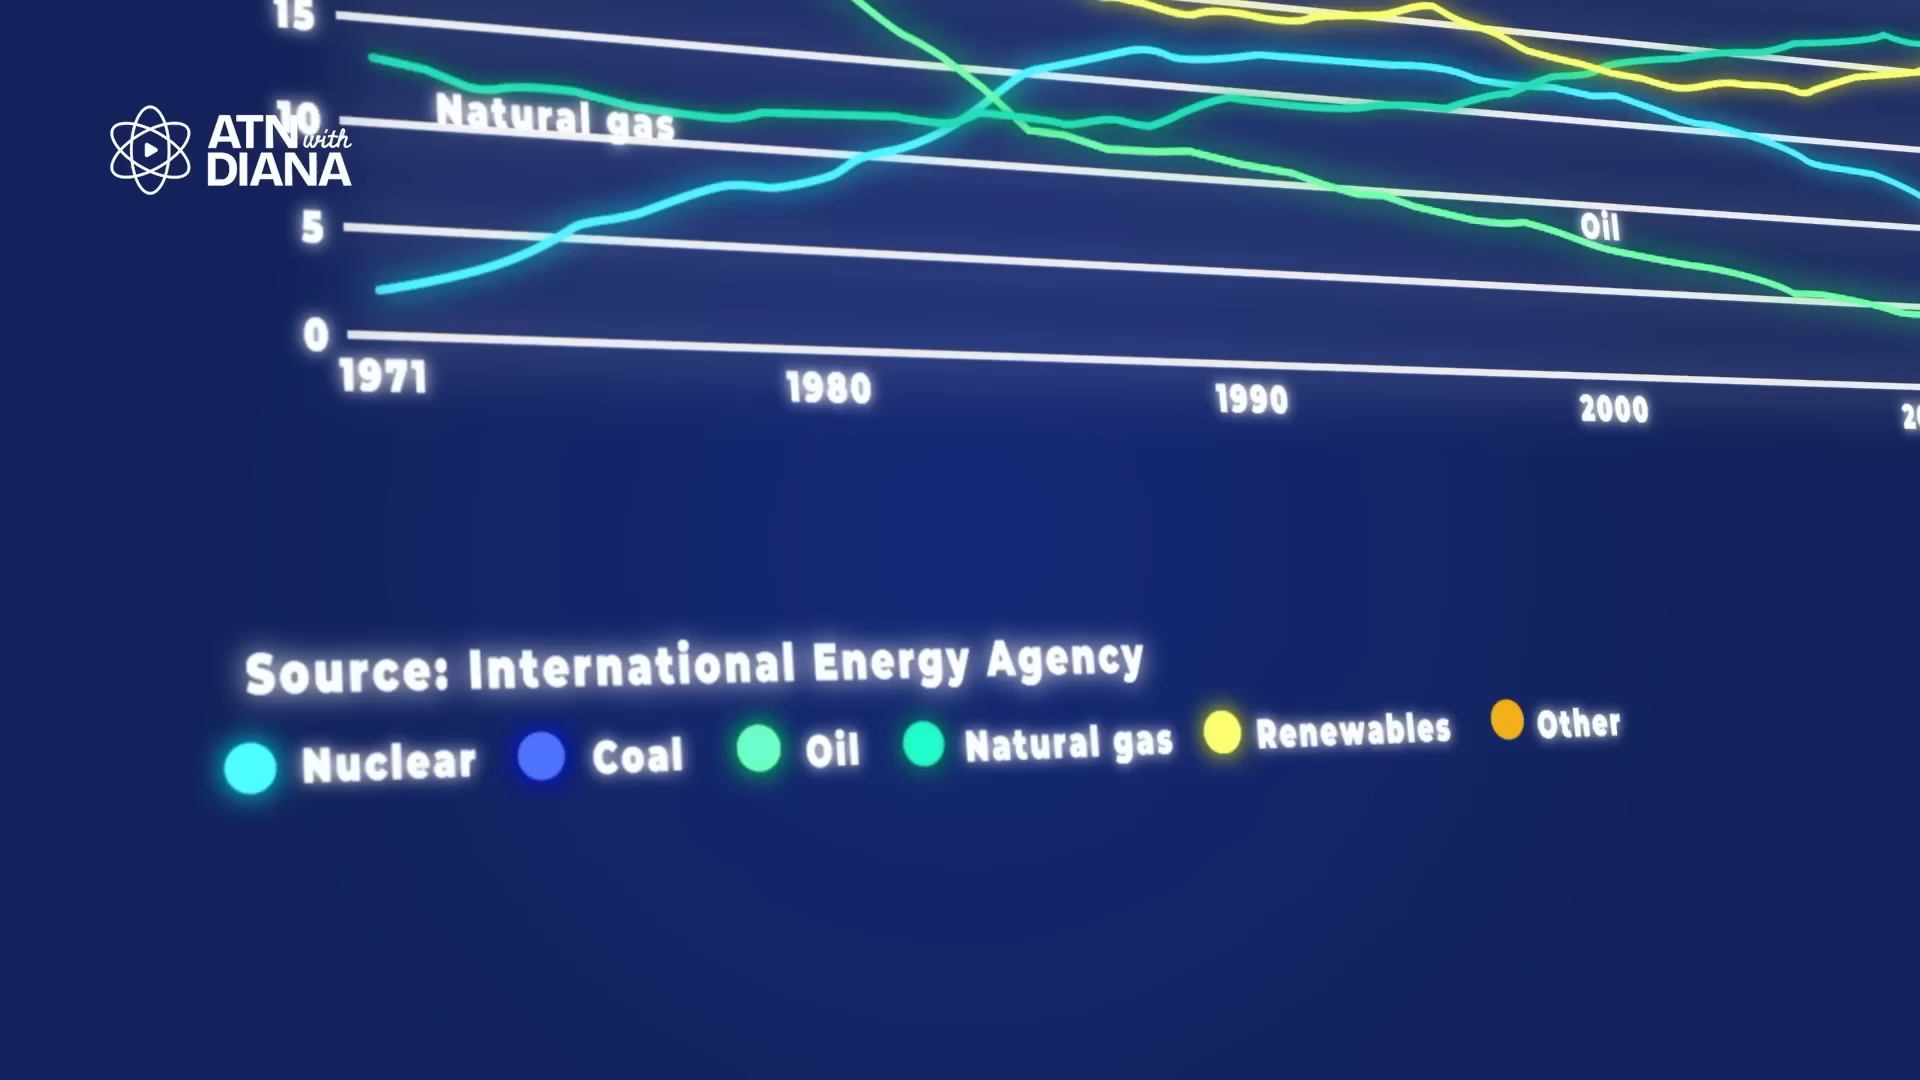 15
10
5
0
Natural gas
Oil
1971 1980 1990 2000
ATN with
DIANA
Source: International Energy Agency
Nuclear Coal Oil Natural gas Renewables Other